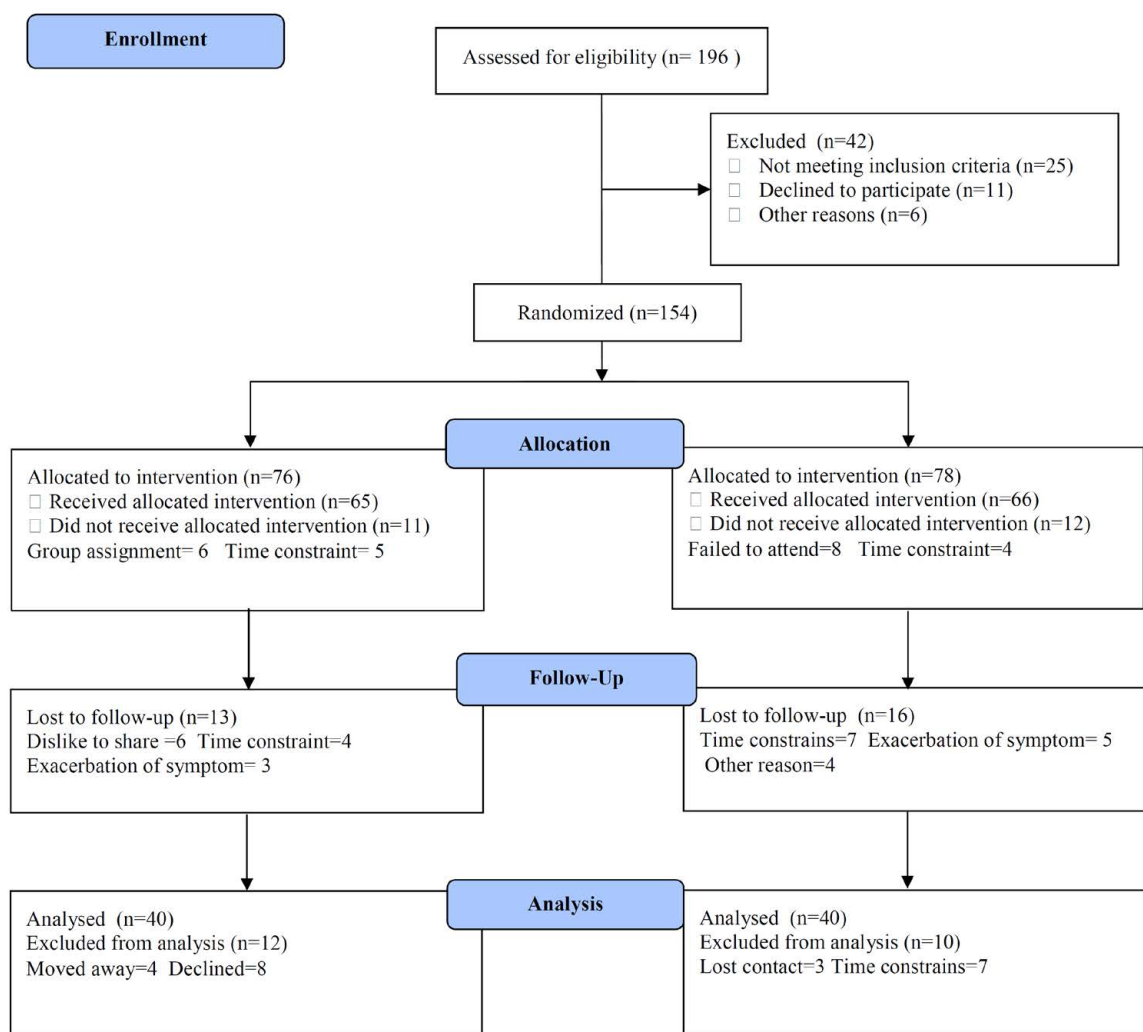 Enrollment
Assessed for eligibility (n= 196 )
Excluded (n=42)
□ Not meeting inclusion criteria (n=25)
□ Declined to participate (n=11)
□ Other reasons (n=6)
Randomized (n=154)
Allocation
Allocated to intervention (n=76)
□ Received allocated intervention (n=65)
□ Did not receive allocated intervention (n=11)
Group assignment= 6 Time constraint= 5
Allocated to intervention (n=78)
□ Received allocated intervention (n=66)
□ Did not receive allocated intervention (n=12)
Failed to attend=8 Time constraint=4
Follow-Up
Lost to follow-up (n=13)
Dislike to share =6 Time constraint=4
Exacerbation of symptom= 3
Lost to follow-up (n=16)
Time constrains=7 Exacerbation of symptom= 5
Other reason=4
Analysis
Analysed (n=40)
Excluded from analysis (n=12)
Moved away=4 Declined=8
Analysed (n=40)
Excluded from analysis (n=10)
Lost contact=3 Time constrains=7